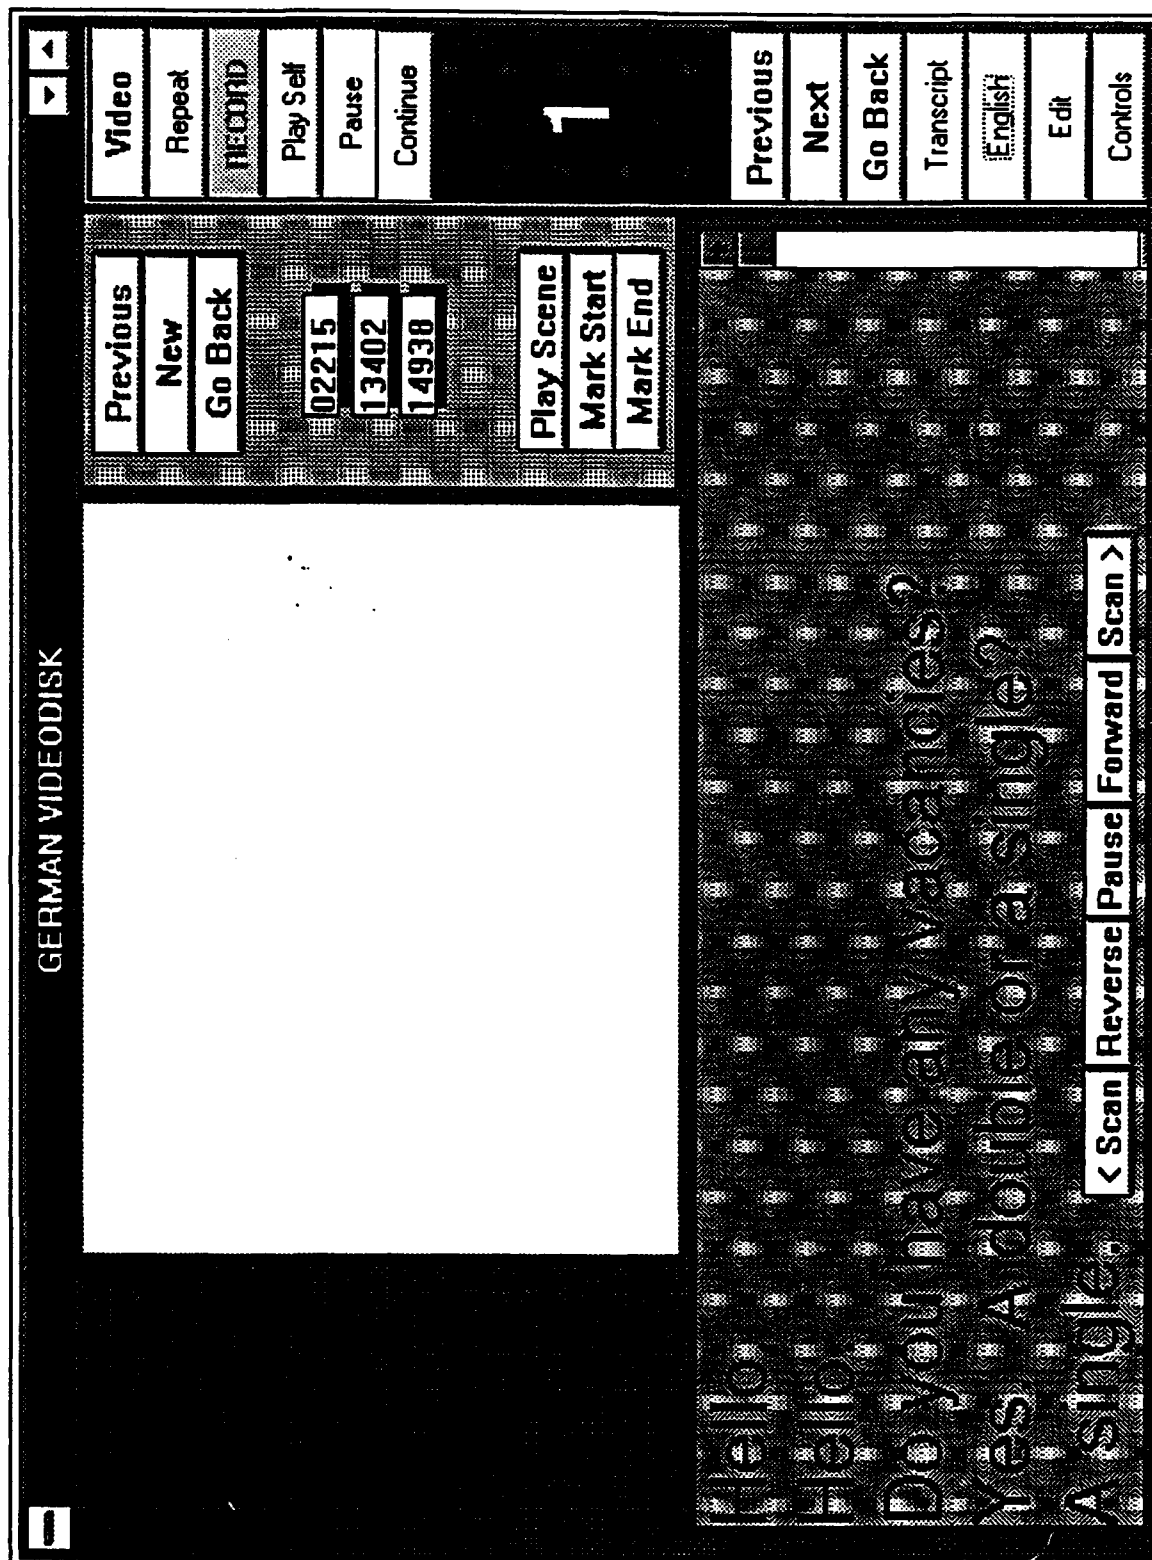 GERMAN VIDEODISK
Video
Repeat
RECORD
Play Self
Pause
Continue
1
Previous
New
Go Back
02215
13402
14938
Play Scene
Mark Start
Mark End
Previous
Next
Go Back
Transcript
English
Edit
Controls
Hello.
Hello.
Do you have any vacancies?
Yes. A double or a single?
A single.
< Scan
Reverse
Pause
Forward
Scan >